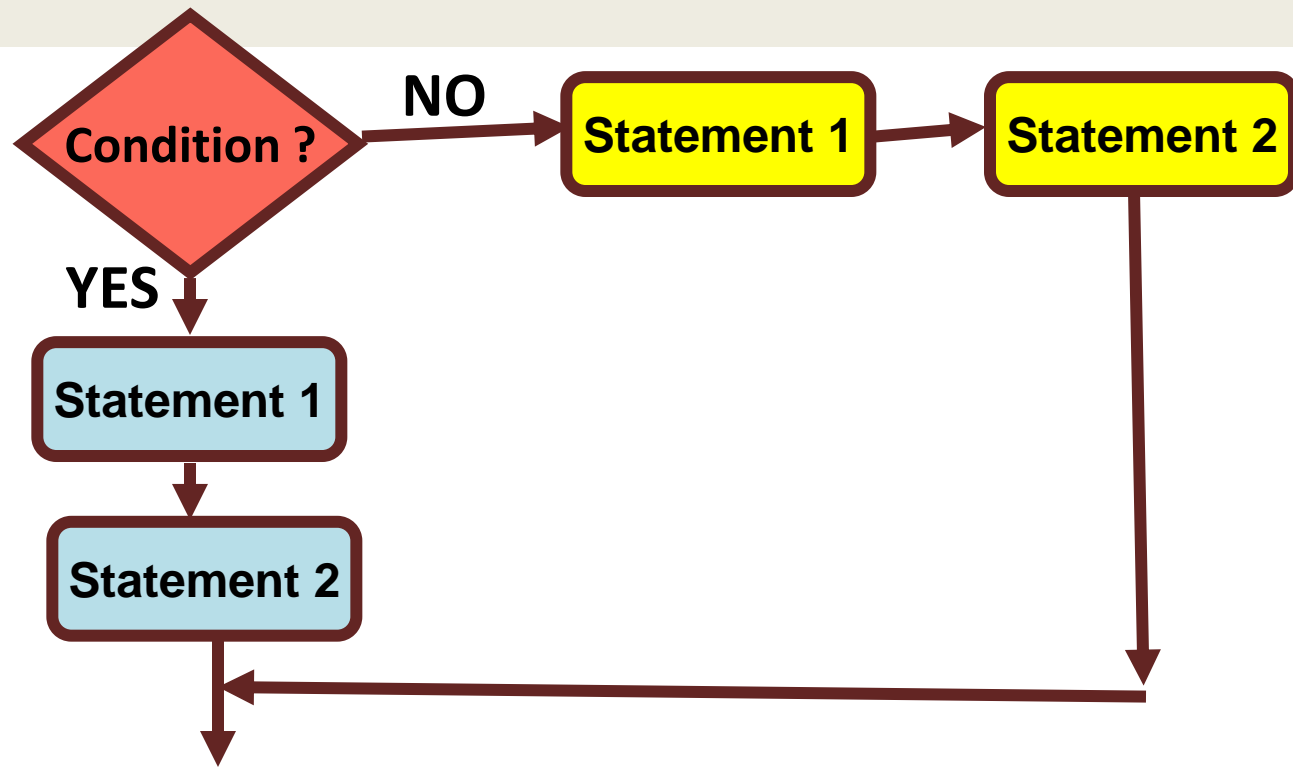 NO
Condition ?
Statement 1
Statement 2
YES
Statement 1
Statement 2